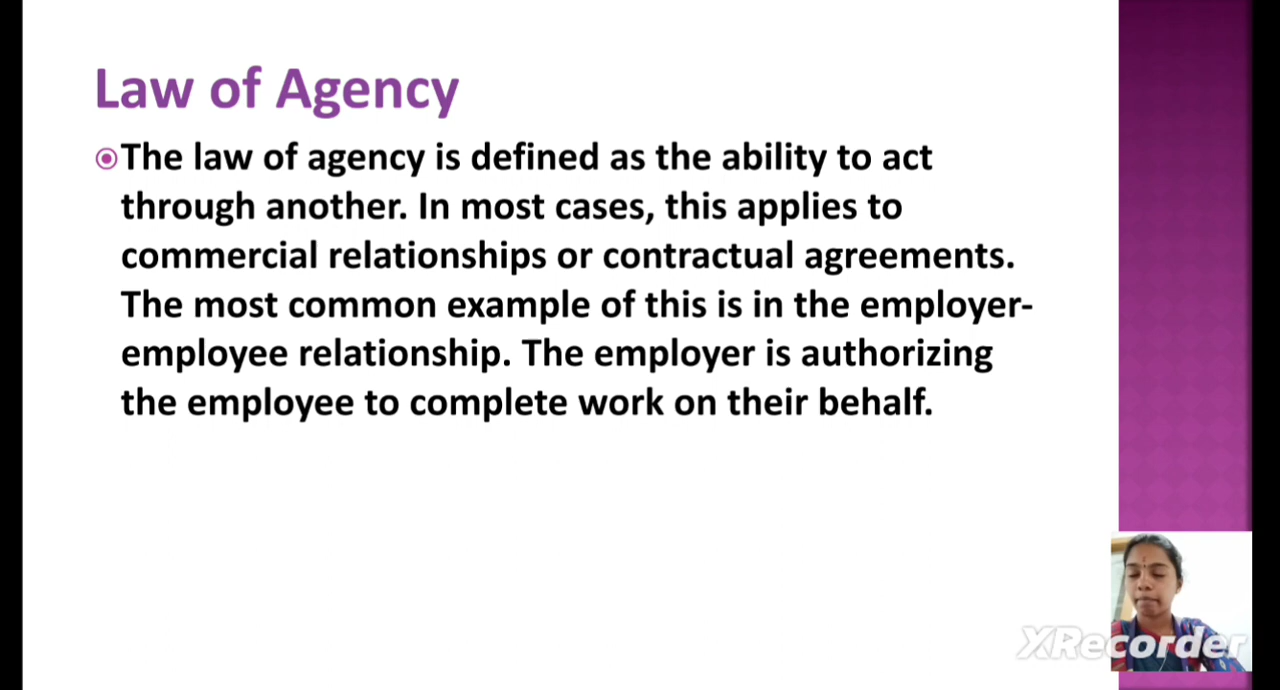 Law of Agency
The law of agency is defined as the ability to act
through another. In most cases, this applies to
commercial relationships or contractual agreements.
The most common example of this is in the employer-
employee relationship. The employer is authorizing
the employee to complete work on their behalf.
XRecorder